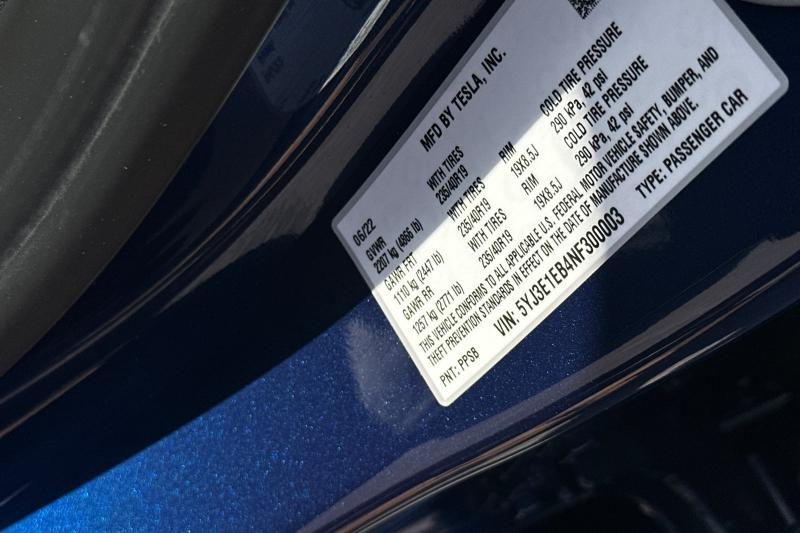 MFD BY TESLA, INC.
06/22
GVWR WITH TIRES RIM COLD TIRE PRESSURE
2207 kg (4866 lb) 235/40R19 19X8.5J 290 kPa, 42 psi
GAWR FRT WITH TIRES RIM COLD TIRE PRESSURE
1110 kg (2447 lb) 235/40R19 19X8.5J 290 kPa, 42 psi
GAWR RR WITH TIRES
1257 kg (2771 lb) 235/40R19
THIS VEHICLE CONFORMS TO ALL APPLICABLE U.S. FEDERAL MOTOR VEHICLE SAFETY, BUMPER, AND
THEFT PREVENTION STANDARDS IN EFFECT ON THE DATE OF MANUFACTURE SHOWN ABOVE.
VIN: 5YJ3E1EB4NF300003
PNT: PPSB TYPE: PASSENGER CAR